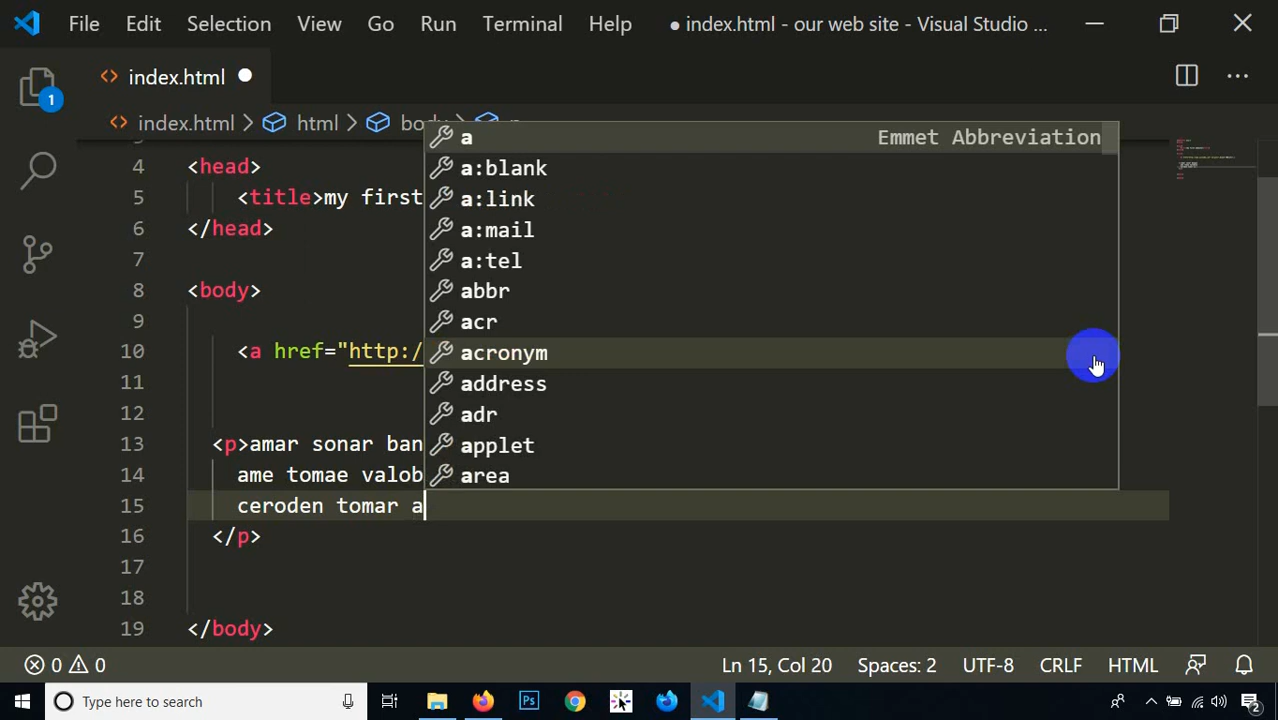 File Edit Selection View Go Run Terminal Help ● index.html - our web site - Visual Studio ...
index.html
1
index.html > html > body
4 <head>
5 <title>my first
6 </head>
7
8 <body>
9
10 <a href="http:/
11
12
13 <p>amar sonar ban
14 ame tomae valob
15 ceroden tomar a
16 </p>
17
18
19 </body>
a Emmet Abbreviation
a:blank
a:link
a:mail
a:tel
abbr
acr
acronym
address
adr
applet
area
0 0 Ln 15, Col 20 Spaces: 2 UTF-8 CRLF HTML
Type here to search
Ps
2